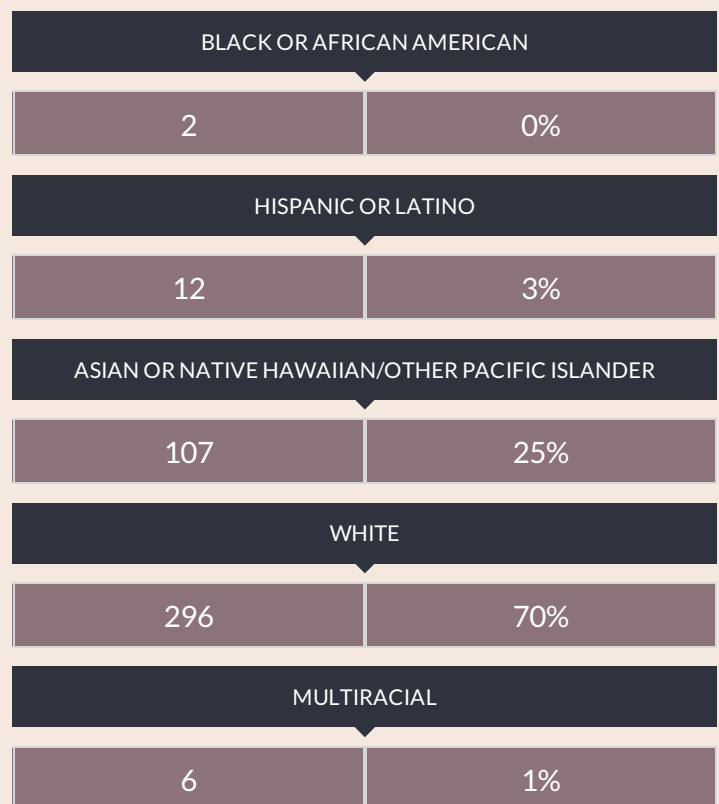 BLACK OR AFRICAN AMERICAN
2 0%
HISPANIC OR LATINO
12 3%
ASIAN OR NATIVE HAWAIIAN/OTHER PACIFIC ISLANDER
107 25%
WHITE
296 70%
MULTIRACIAL
6 1%